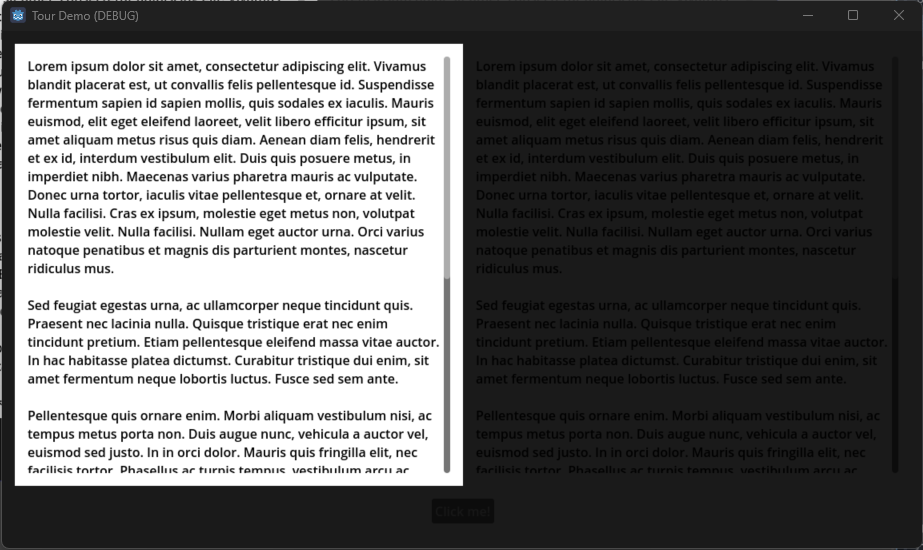 Tour Demo (DEBUG)
Lorem ipsum dolor sit amet, consectetur adipiscing elit. Vivamus
blandit placerat est, ut convallis felis pellentesque id. Suspendisse
fermentum sapien id sapien mollis, quis sodales ex iaculis. Mauris
euismod, elit eget eleifend laoreet, velit libero efficitur ipsum, sit
amet aliquam metus risus quis diam. Aenean diam felis, hendrerit
et ex id, interdum vestibulum elit. Duis quis posuere metus, in
imperdiet nibh. Maecenas varius pharetra mauris ac vulputate.
Donec urna tortor, iaculis vitae pellentesque et, ornare at velit.
Nulla facilisi. Cras ex ipsum, molestie eget metus non, volutpat
molestie velit. Nulla facilisi. Nullam eget auctor urna. Orci varius
natoque penatibus et magnis dis parturient montes, nascetur
ridiculus mus.
Sed feugiat egestas urna, ac ullamcorper neque tincidunt quis.
Praesent nec lacinia nulla. Quisque tristique erat nec enim
tincidunt pretium. Etiam pellentesque eleifend massa vitae auctor.
In hac habitasse platea dictumst. Curabitur tristique dui enim, sit
amet fermentum neque lobortis luctus. Fusce sed sem ante.
Pellentesque quis ornare enim. Morbi aliquam vestibulum nisi, ac
tempus metus porta non. Duis augue nunc, vehicula a auctor vel,
euismod sed justo. In in orci dolor. Mauris quis fringilla elit, nec
facilisis tortor. Phasellus ac turpis tempus, vestibulum arcu ac
Lorem ipsum dolor sit amet, consectetur adipiscing elit. Vivamus
blandit placerat est, ut convallis felis pellentesque id. Suspendisse
fermentum sapien id sapien mollis, quis sodales ex iaculis. Mauris
euismod, elit eget eleifend laoreet, velit libero efficitur ipsum, sit
amet aliquam metus risus quis diam. Aenean diam felis, hendrerit
et ex id, interdum vestibulum elit. Duis quis posuere metus, in
imperdiet nibh. Maecenas varius pharetra mauris ac vulputate.
Donec urna tortor, iaculis vitae pellentesque et, ornare at velit.
Nulla facilisi. Cras ex ipsum, molestie eget metus non, volutpat
molestie velit. Nulla facilisi. Nullam eget auctor urna. Orci varius
natoque penatibus et magnis dis parturient montes, nascetur
ridiculus mus.
Sed feugiat egestas urna, ac ullamcorper neque tincidunt quis.
Praesent nec lacinia nulla. Quisque tristique erat nec enim
tincidunt pretium. Etiam pellentesque eleifend massa vitae auctor.
In hac habitasse platea dictumst. Curabitur tristique dui enim, sit
amet fermentum neque lobortis luctus. Fusce sed sem ante.
Pellentesque quis ornare enim. Morbi aliquam vestibulum nisi, ac
tempus metus porta non. Duis augue nunc, vehicula a auctor vel,
euismod sed justo. In in orci dolor. Mauris quis fringilla elit, nec
facilisis tortor. Phasellus ac turpis tempus, vestibulum arcu ac
Click me!